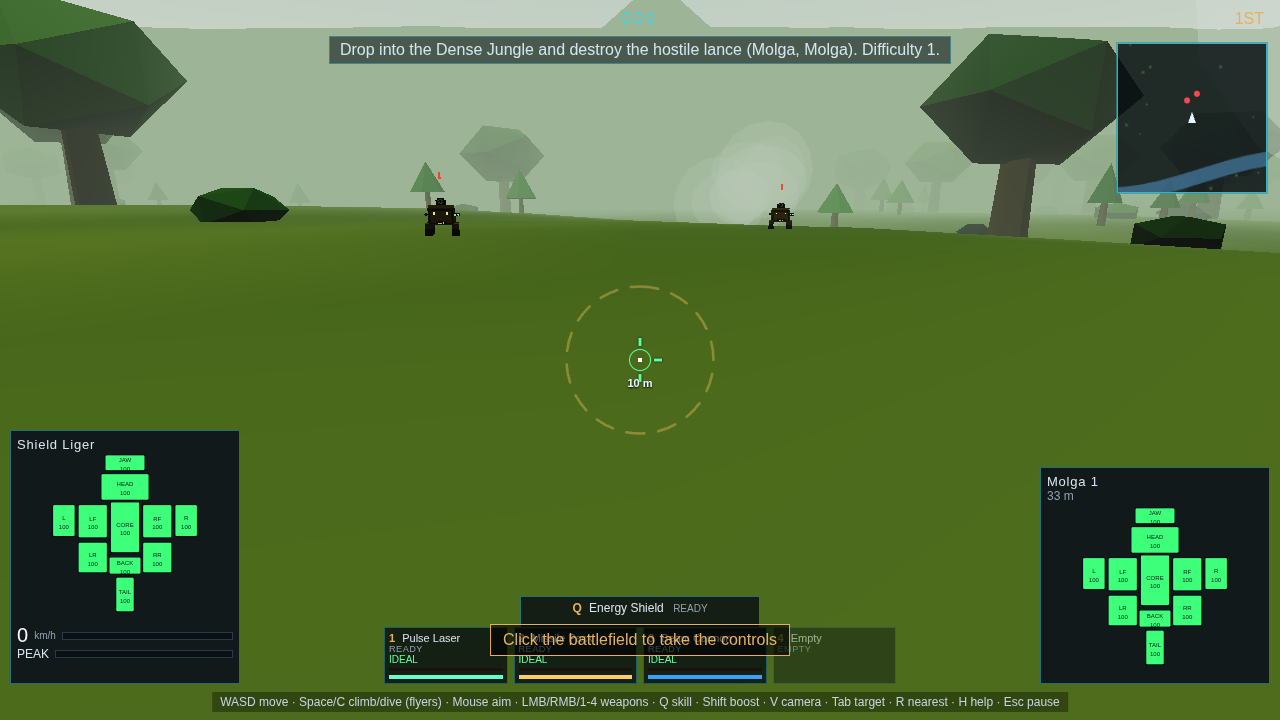 0.0.0
1ST
Drop into the Dense Jungle and destroy the hostile lance (Molga, Molga). Difficulty 1.
10 m
Shield Liger
JAW
100
HEAD
100
L
100
LF
100
CORE
100
RF
100
R
100
LR
100
BACK
100
RR
100
TAIL
100
0 km/h
PEAK
Molga 1
33 m
JAW
100
HEAD
100
L
100
LF
100
CORE
100
RF
100
R
100
LR
100
BACK
100
RR
100
TAIL
100
Q Energy Shield READY
Click the battlefield to take the controls
1 Pulse Laser
READY
IDEAL
READY
IDEAL
READY
IDEAL
4 Empty
EMPTY
WASD move · Space/C climb/dive (flyers) · Mouse aim · LMB/RMB/1-4 weapons · Q skill · Shift boost · V camera · Tab target · R nearest · H help · Esc pause